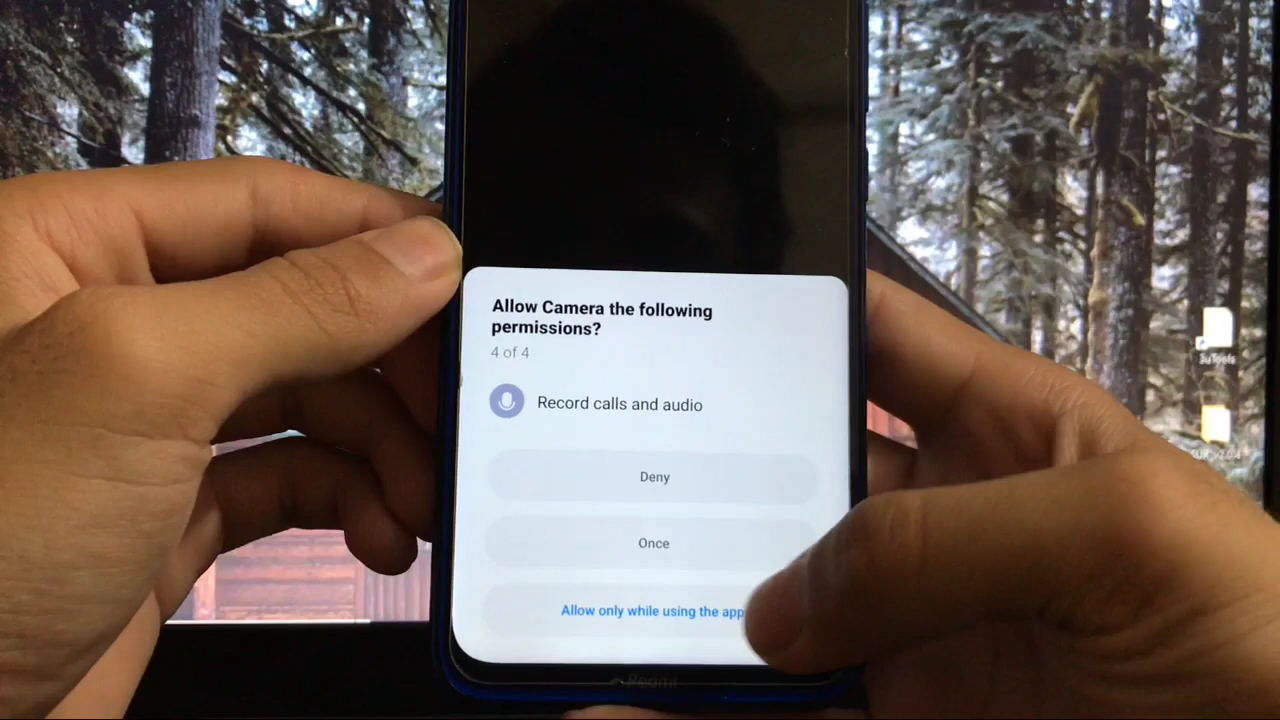 Allow Camera the following
permissions?
4 of 4
Record calls and audio
Deny
Once
Allow only while using the app
Redmi
3uTools